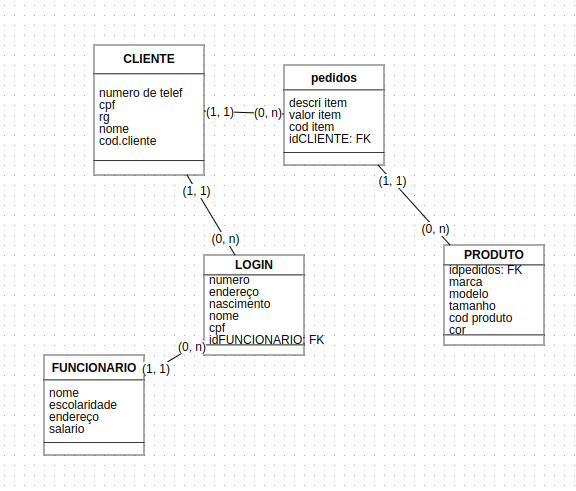 CLIENTE
numero de telef
cpf
rg
nome
cod.cliente
(1, 1)
(0, n)
pedidos
descri item
valor item
cod item
idCLIENTE: FK
(1, 1)
(0, n)
(1, 1)
(0, n)
PRODUTO
idpedidos: FK
marca
modelo
tamanho
cod produto
cor
LOGIN
numero
endereço
nascimento
nome
cpf
idFUNCIONARIO: FK
(0, n)
(1, 1)
FUNCIONARIO
nome
escolaridade
endereço
salario